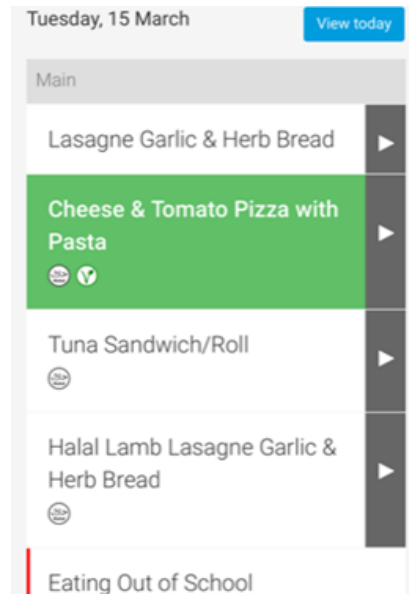 Tuesday, 15 March
View today
Main
Lasagne Garlic & Herb Bread
Cheese & Tomato Pizza with
Pasta
Tuna Sandwich/Roll
Halal Lamb Lasagne Garlic &
Herb Bread
Eating Out of School